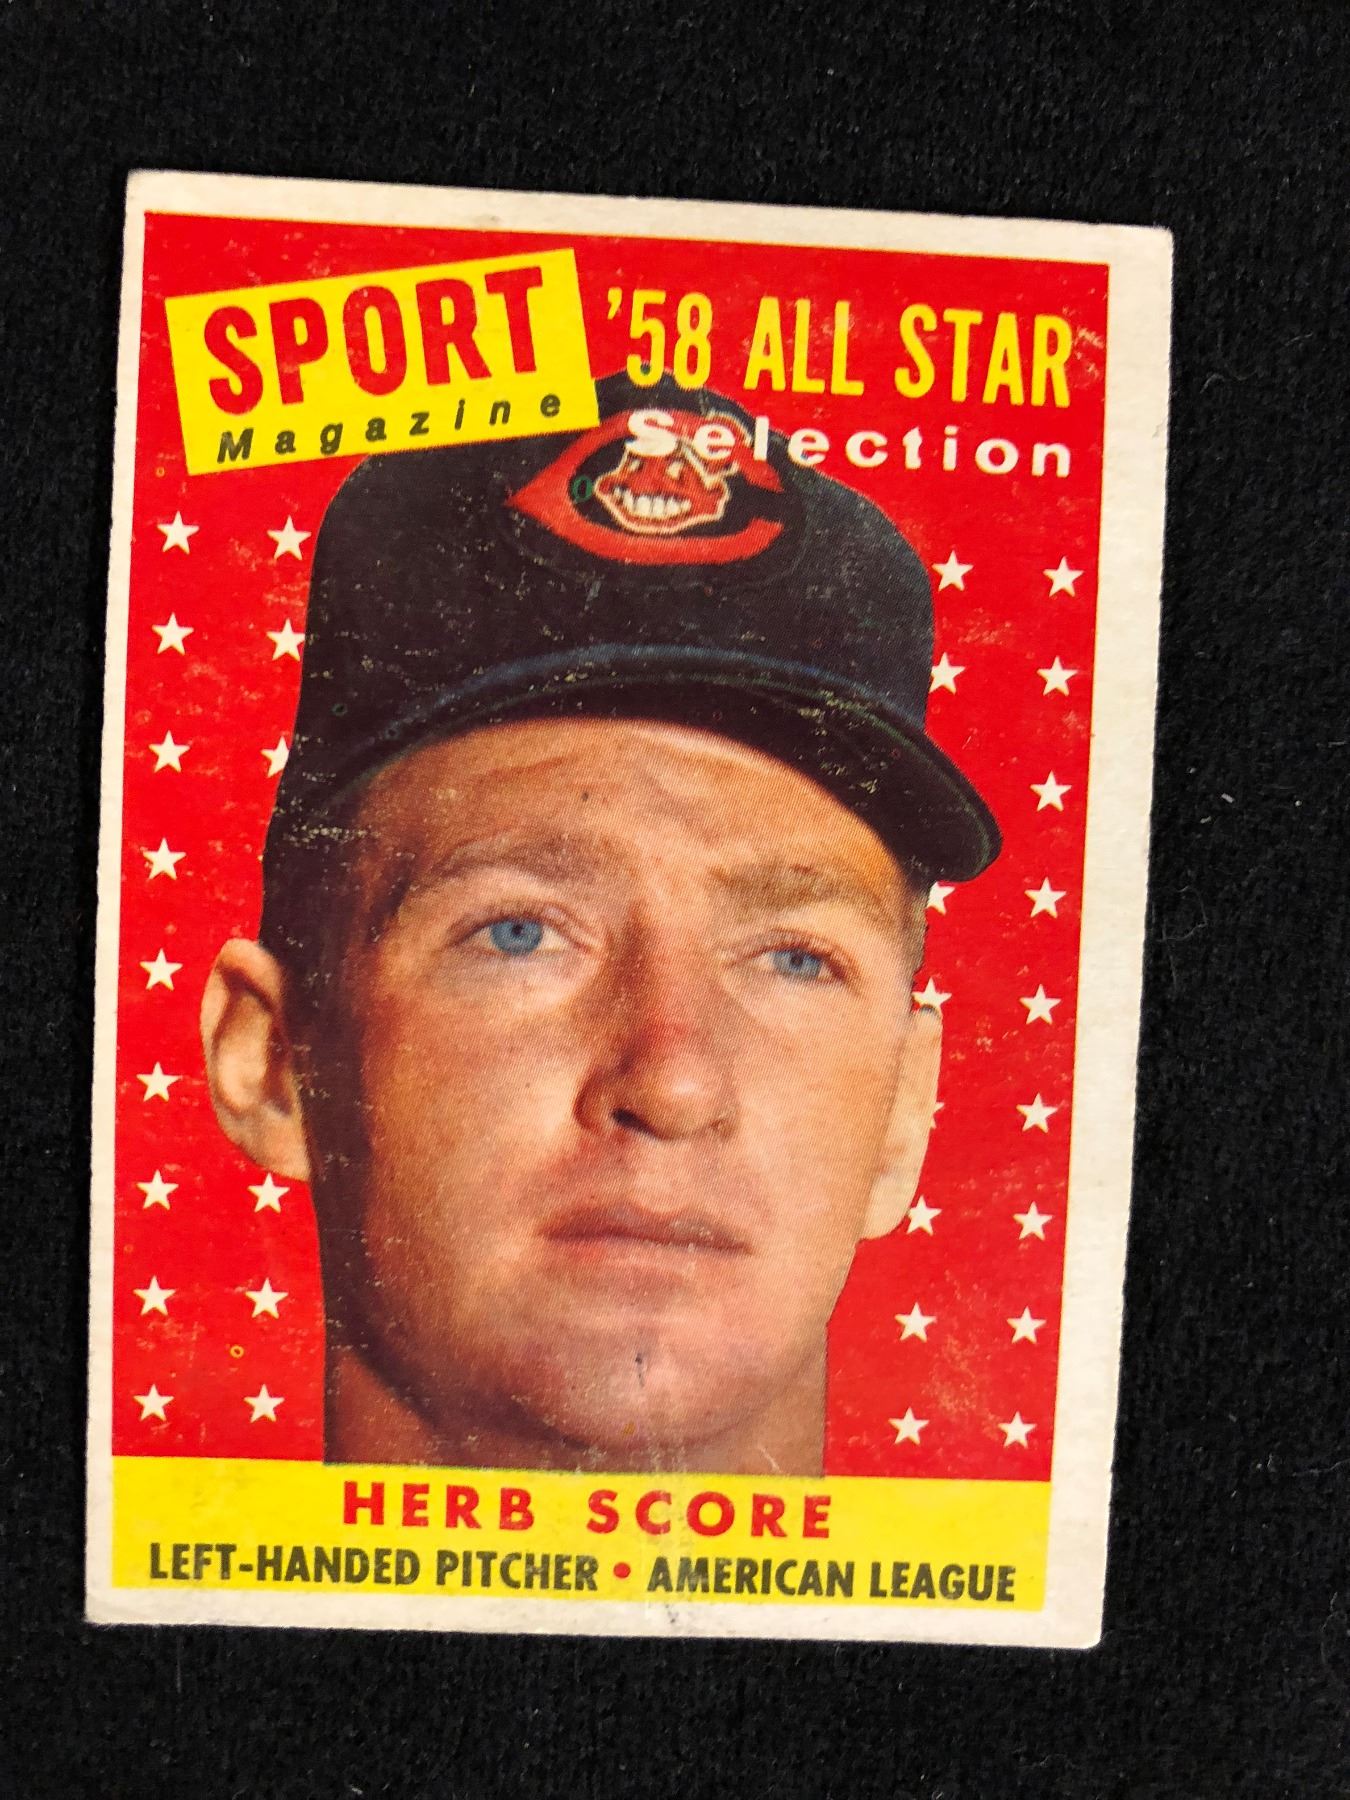 SPORT
Magazine
'58 ALL STAR
Selection
HERB SCORE
LEFT-HANDED PITCHER • AMERICAN LEAGUE